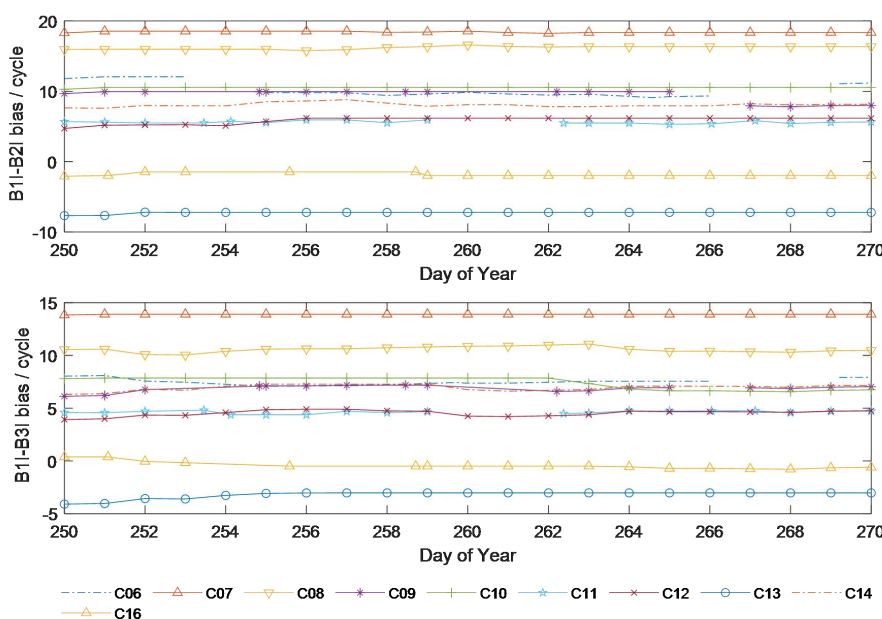 20
10
0
-10
B1I-B2I bias / cycle
250 252 254 256 258 260 262 264 266 268 270
Day of Year
15
10
5
0
-5
B1I-B3I bias / cycle
250 252 254 256 258 260 262 264 266 268 270
Day of Year
C06 C07 C08 C09 C10 C11 C12 C13 C14
C16